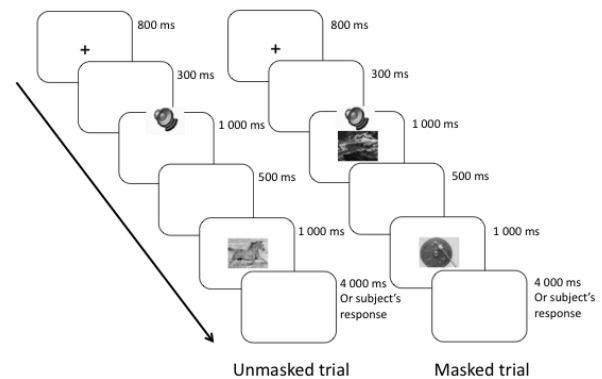 800 ms
300 ms
1 000 ms
500 ms
1 000 ms
4 000 ms
Or subject's
response
Unmasked trial
800 ms
300 ms
1 000 ms
500 ms
1 000 ms
4 000 ms
Or subject's
response
Masked trial